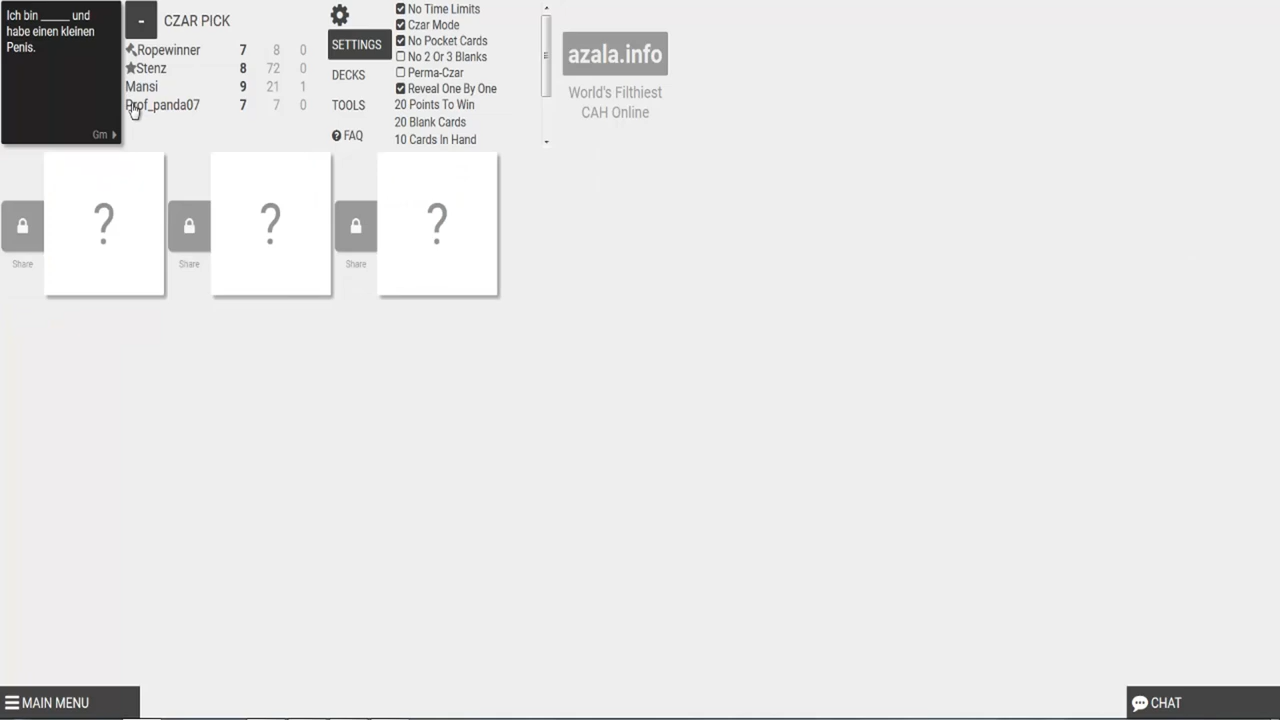 Ich bin ______ und
habe einen kleinen
Penis.
Gm
-
CZAR PICK
Ropewinner 7 8 0
Stenz 8 72 0
Mansi 9 21 1
Prof_panda07 7 7 0
SETTINGS
DECKS
TOOLS
FAQ
No Time Limits
Czar Mode
No Pocket Cards
No 2 Or 3 Blanks
Perma-Czar
Reveal One By One
20 Points To Win
20 Blank Cards
10 Cards In Hand
azala.info
World's Filthiest
CAH Online
? ? ?
Share Share Share
MAIN MENU
CHAT